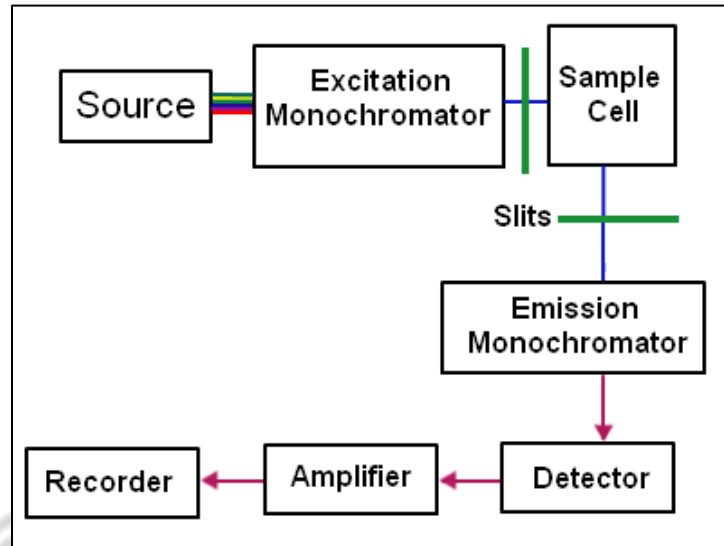 Source
Excitation
Monochromator
Sample
Cell
Slits
Emission
Monochromator
Detector
Amplifier
Recorder